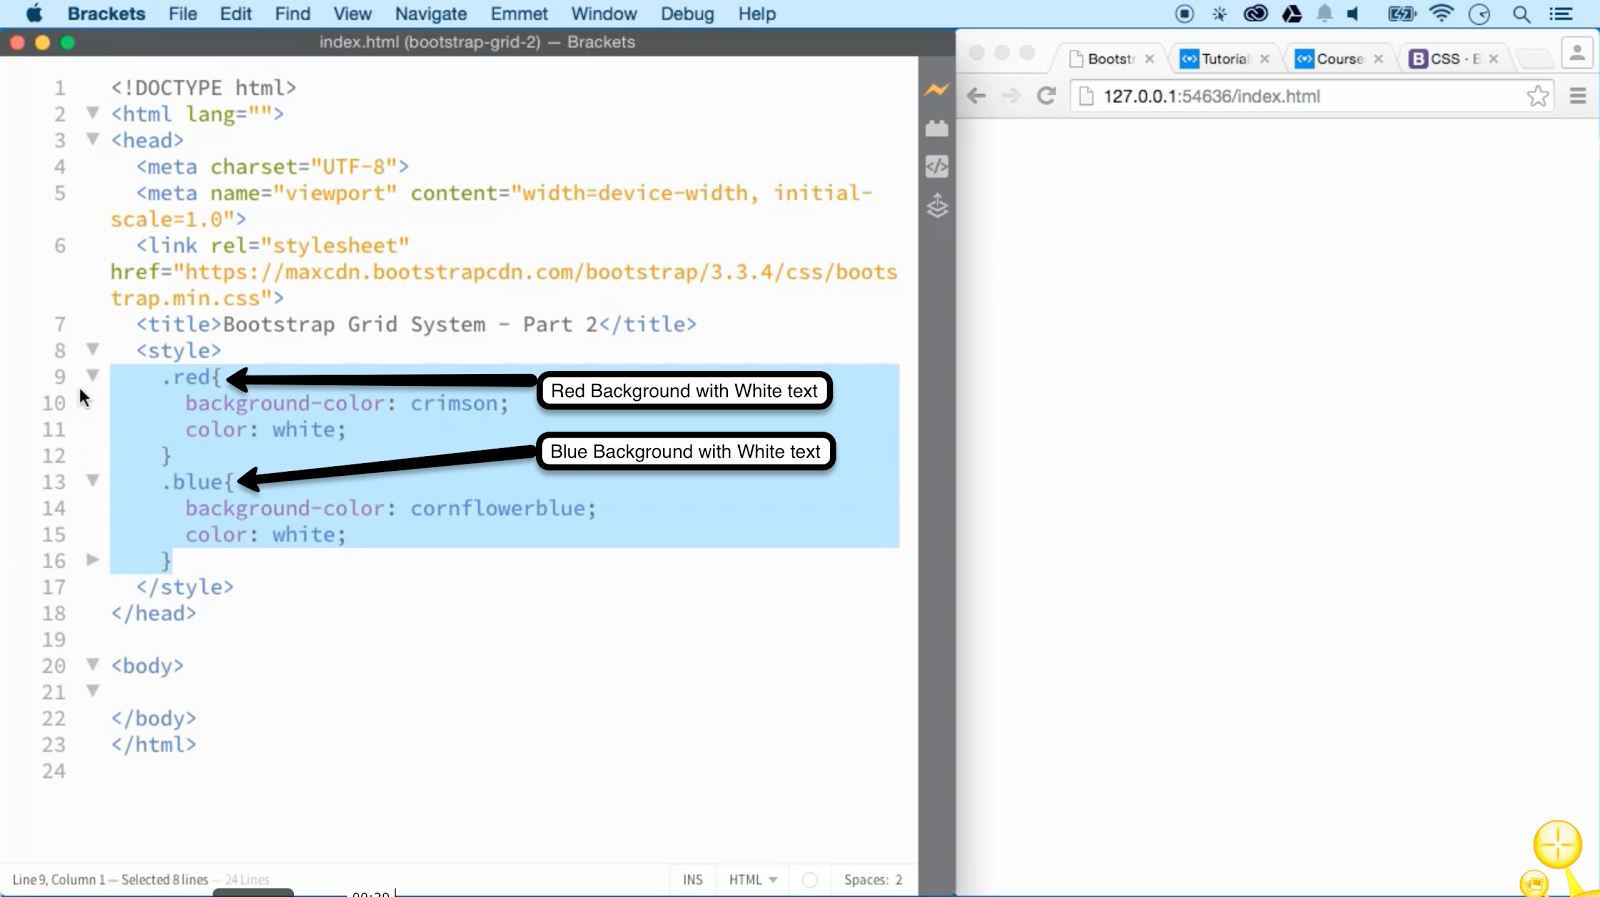 Brackets File Edit Find View Navigate Emmet Window Debug Help
index.html (bootstrap-grid-2) — Brackets
Bootstr Tutorial Course CSS · B
127.0.0.1:54636/index.html
1 <!DOCTYPE html>
2 <html lang="">
3 <head>
4 <meta charset="UTF-8">
5 <meta name="viewport" content="width=device-width, initial-
scale=1.0">
6 <link rel="stylesheet"
href="https://maxcdn.bootstrapcdn.com/bootstrap/3.3.4/css/boots
trap.min.css">
7 <title>Bootstrap Grid System - Part 2</title>
8 <style>
9 .red{
Red Background with White text
10 background-color: crimson;
11 color: white;
12 }
Blue Background with White text
13 .blue{
14 background-color: cornflowerblue;
15 color: white;
16 }
17 </style>
18 </head>
19
20 <body>
21
22 </body>
23 </html>
24
Line 9, Column 1 — Selected 8 lines — 24 Lines INS HTML Spaces: 2